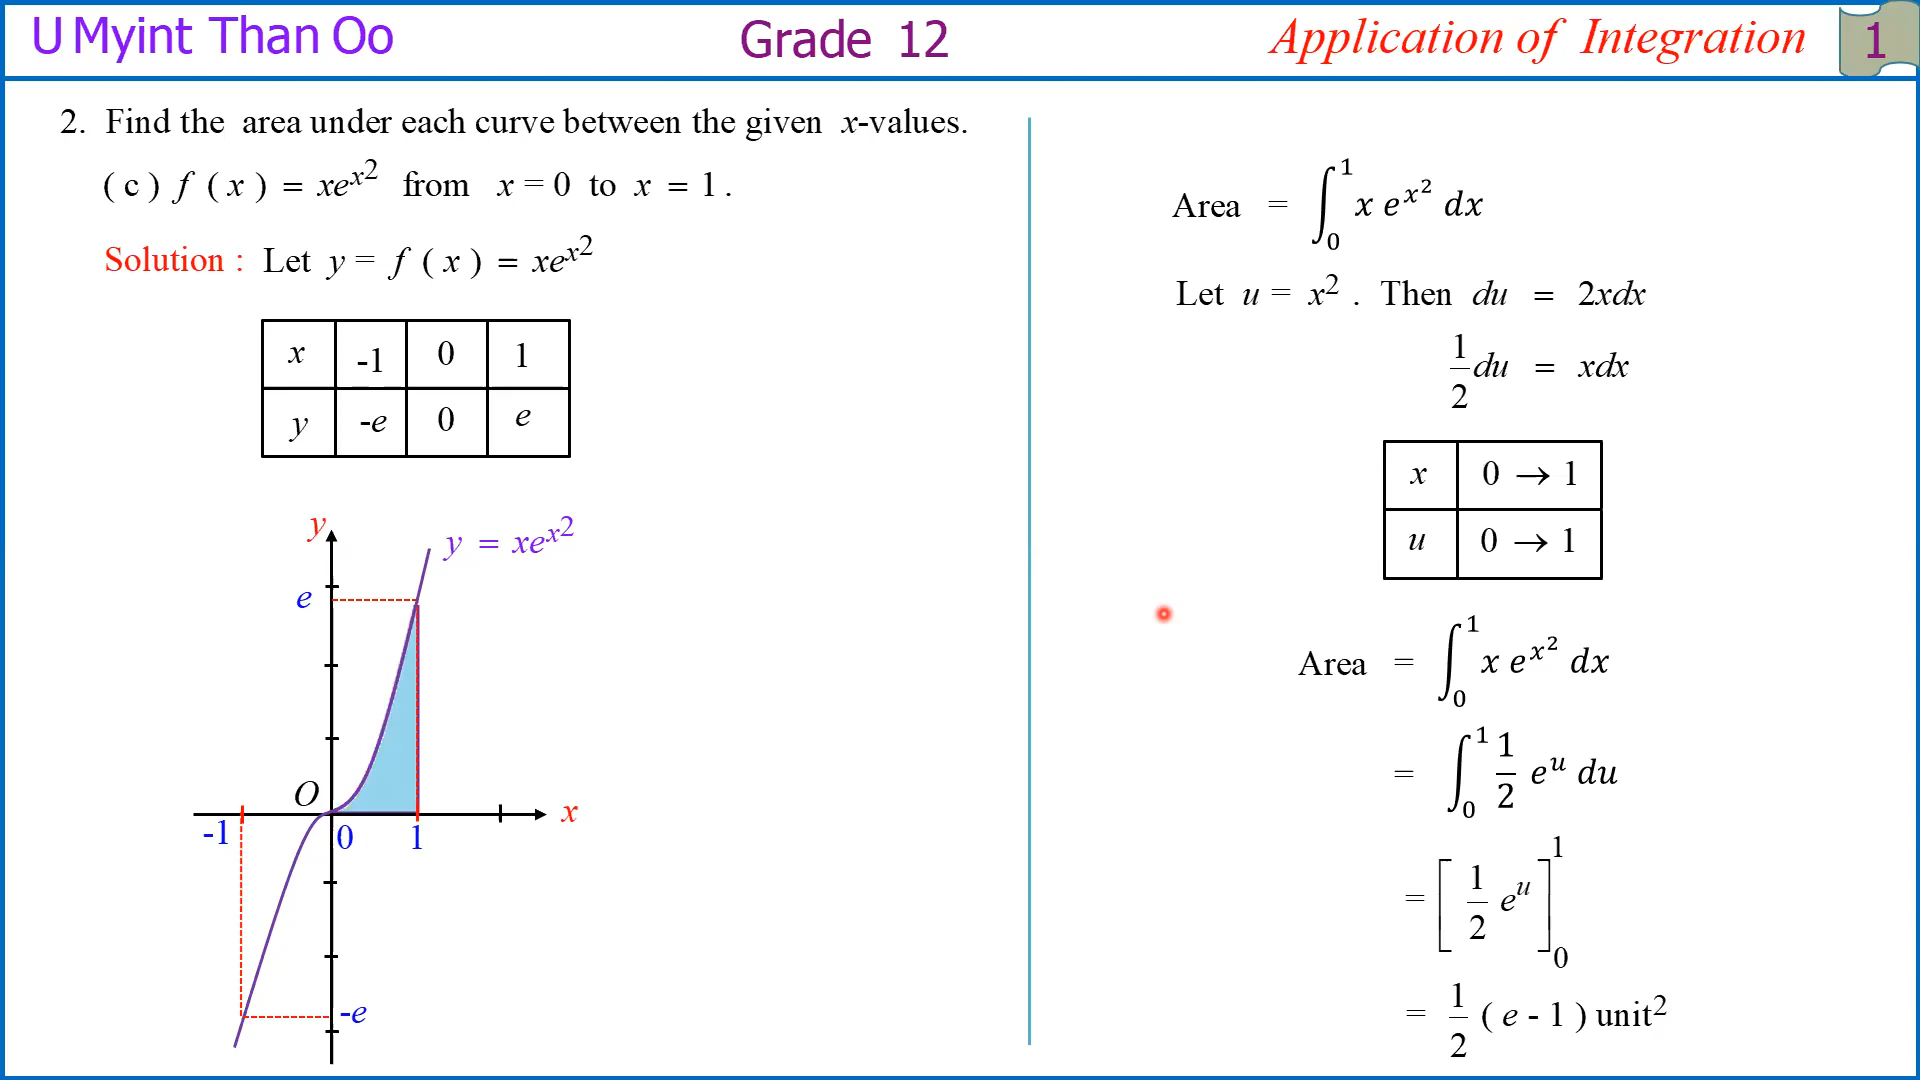 U Myint Than Oo Grade 12 Application of Integration 1
2. Find the area under each curve between the given x-values.
( c ) f ( x ) = xe^{x^2} from x = 0 to x = 1 .
Solution : Let y = f ( x ) = xe^{x^2}
x -1 0 1
y -e 0 e
y
y = xe^{x^2}
e
O
x
-1 0 1
-e
Area = ∫_0^1 x e^{x^2} dx
Let u = x^2 . Then du = 2xdx
1/2 du = xdx
x 0 → 1
u 0 → 1
Area = ∫_0^1 x e^{x^2} dx
= ∫_0^1 1/2 e^u du
= [ 1/2 e^u ]_0^1
= 1/2 ( e - 1 ) unit^2